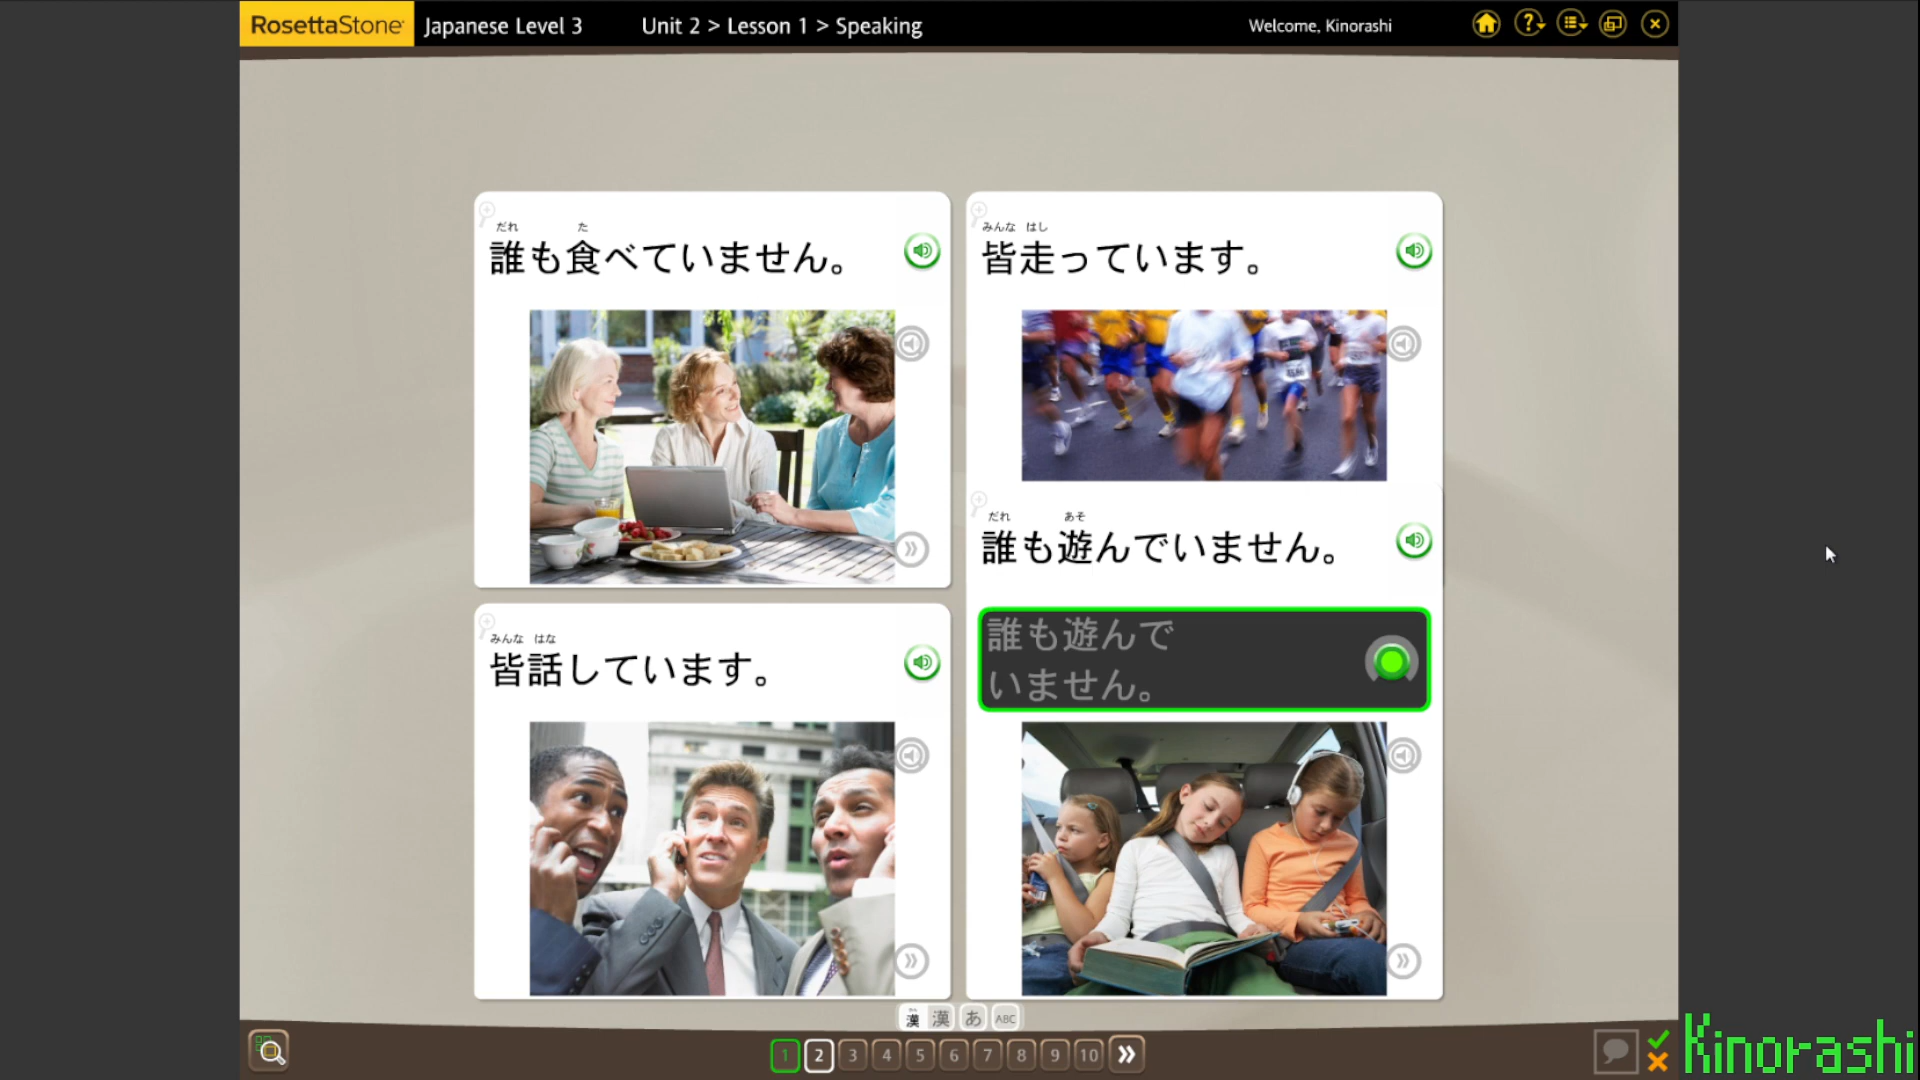 RosettaStone
Japanese Level 3
Unit 2 > Lesson 1 > Speaking
Welcome, Kinorashi
だれ た
誰も食べていません。
みんな はし
皆走っています。
だれ あそ
誰も遊んでいません。
誰も遊んで
いません。
みんな はな
皆話しています。
漢 漢 あ ABC
1 2 3 4 5 6 7 8 9 10
Kinorashi